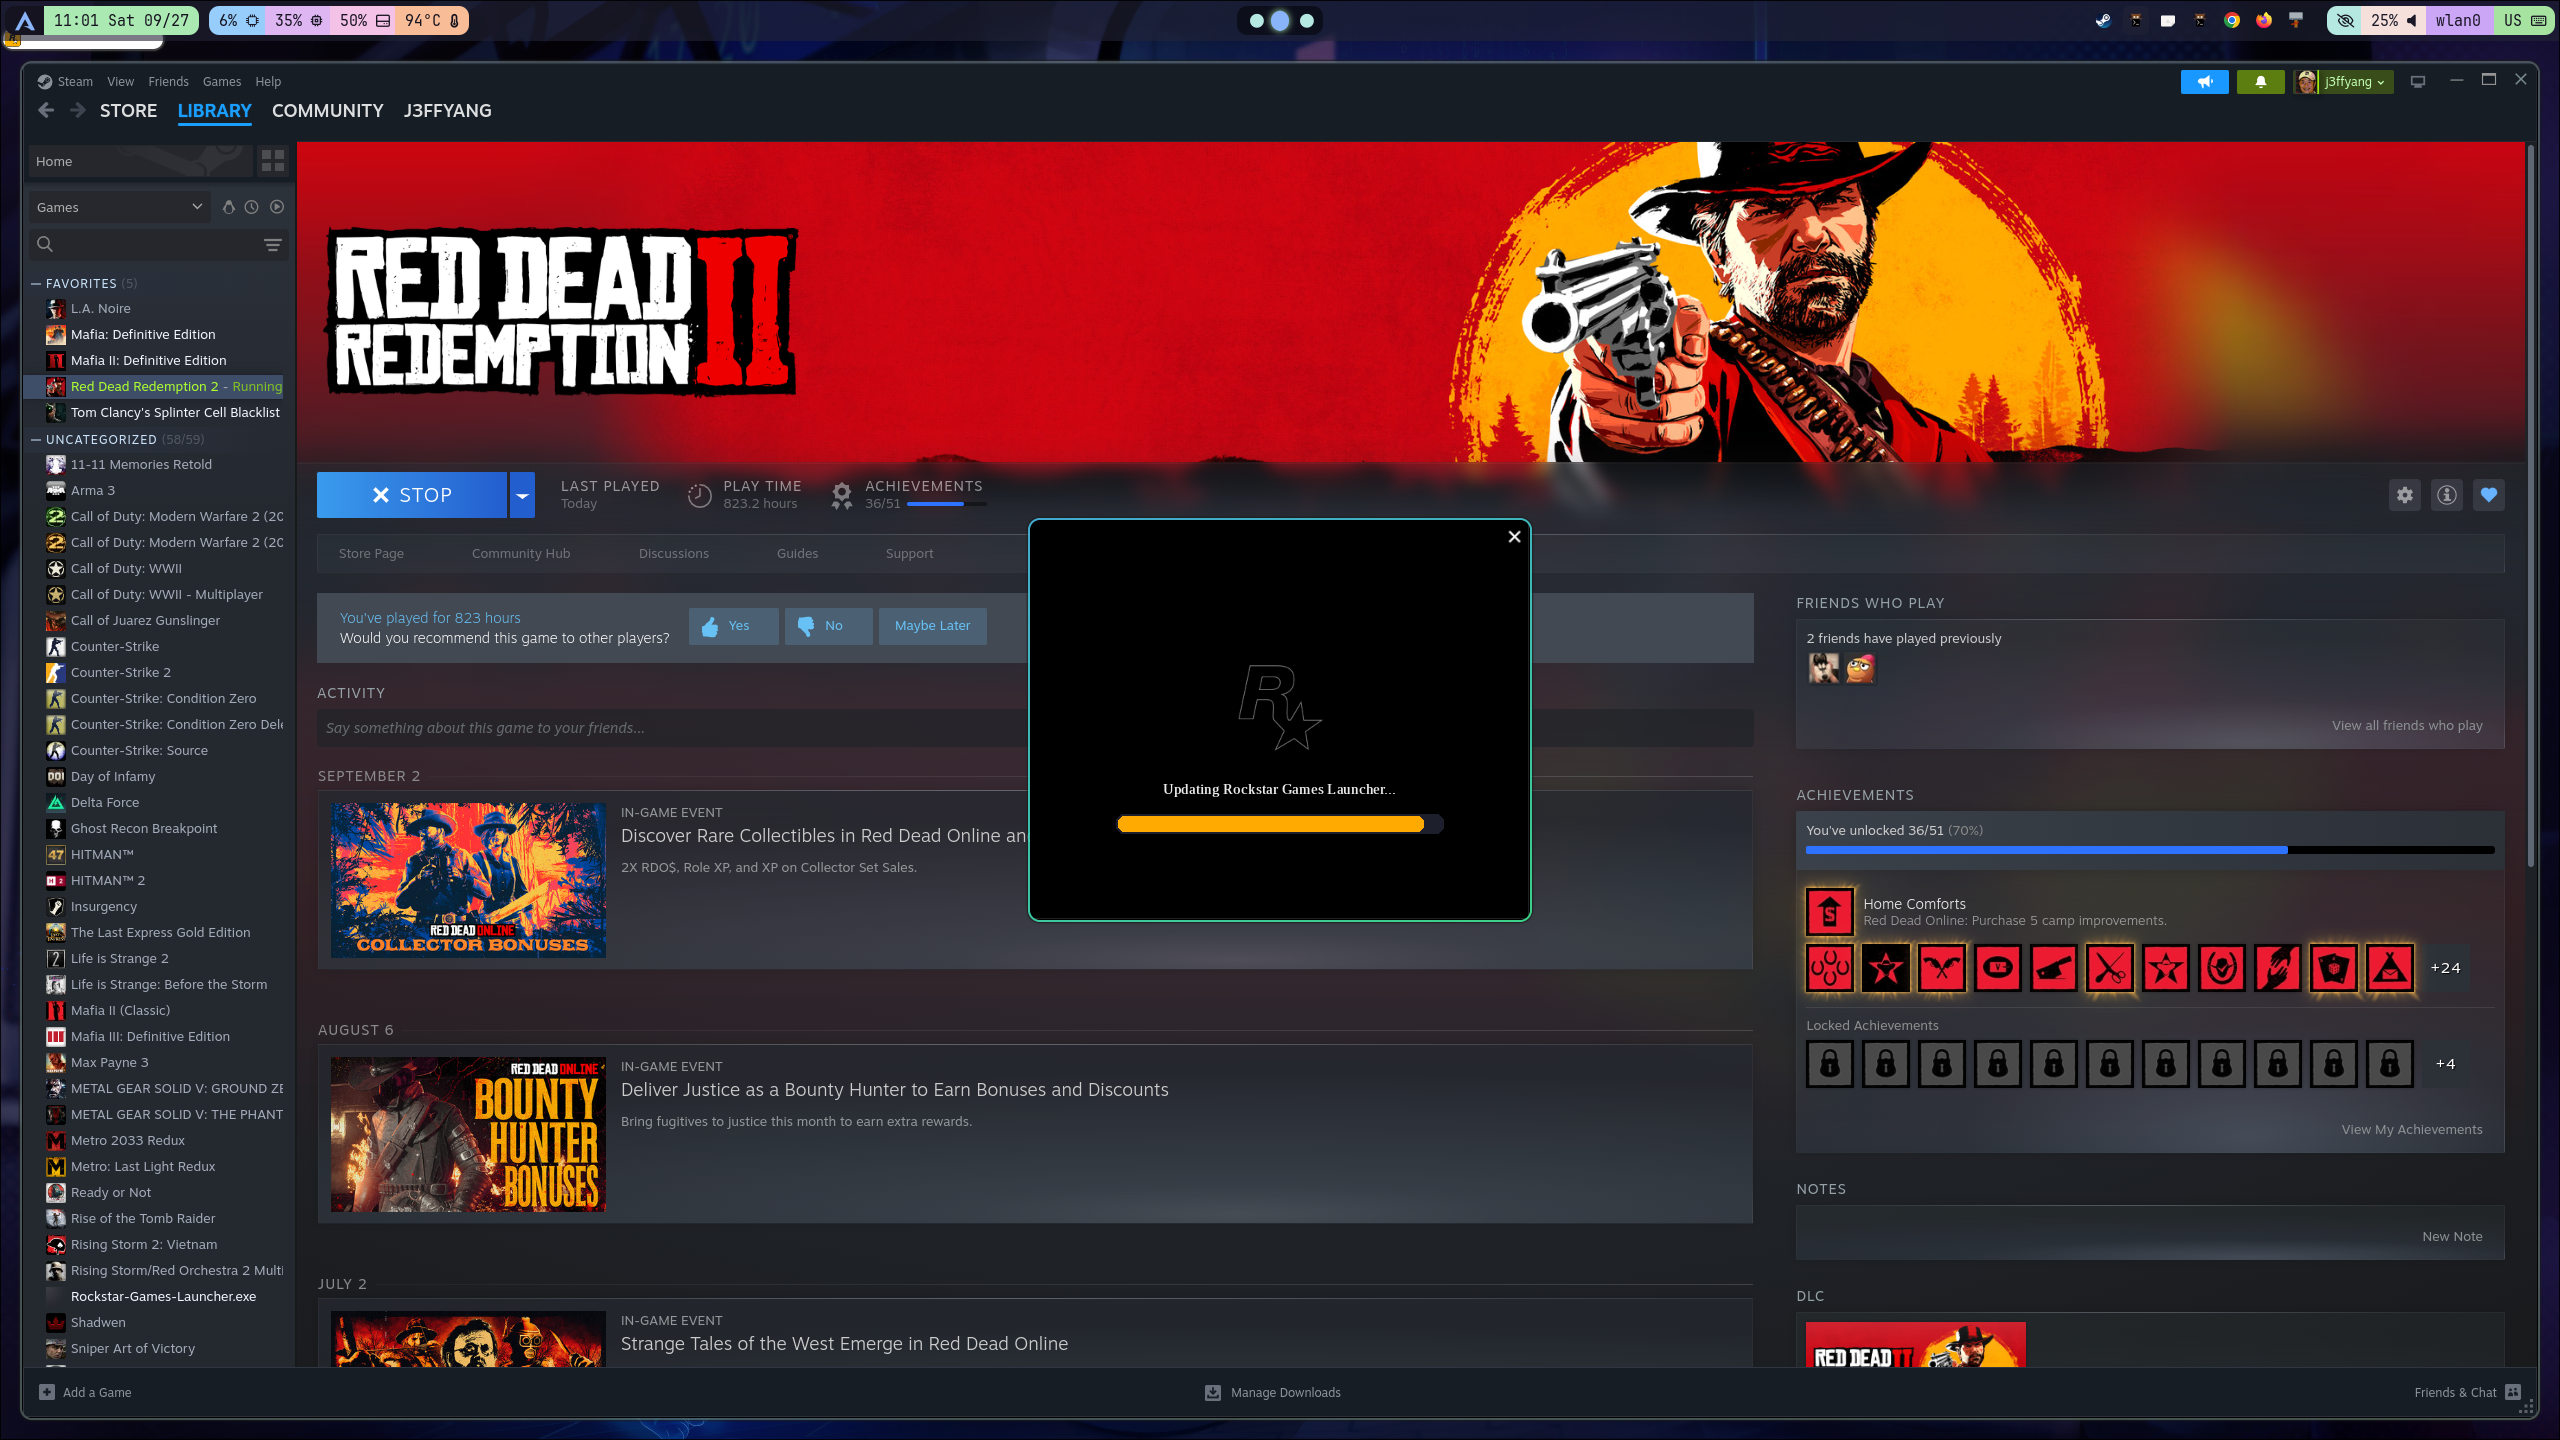 11:01 Sat 09/27 6% 35% 50% 94°C 25% wlan0 US
Steam View Friends Games Help j3ffyang
STORE LIBRARY COMMUNITY J3FFYANG
Home
Games
FAVORITES (5)
L.A. Noire
Mafia: Definitive Edition
Mafia II: Definitive Edition
Red Dead Redemption 2 - Running
Tom Clancy's Splinter Cell Blacklist
UNCATEGORIZED (58/59)
11-11 Memories Retold
Arma 3
Call of Duty: Modern Warfare 2 (20
Call of Duty: Modern Warfare 2 (20
Call of Duty: WWII
Call of Duty: WWII - Multiplayer
Call of Juarez Gunslinger
Counter-Strike
Counter-Strike 2
Counter-Strike: Condition Zero
Counter-Strike: Condition Zero Dele
Counter-Strike: Source
Day of Infamy
Delta Force
Ghost Recon Breakpoint
HITMAN™
HITMAN™ 2
Insurgency
The Last Express Gold Edition
Life is Strange 2
Life is Strange: Before the Storm
Mafia II (Classic)
Mafia III: Definitive Edition
Max Payne 3
METAL GEAR SOLID V: GROUND ZE
METAL GEAR SOLID V: THE PHANT
Metro 2033 Redux
Metro: Last Light Redux
Ready or Not
Rise of the Tomb Raider
Rising Storm 2: Vietnam
Rising Storm/Red Orchestra 2 Multi
Rockstar-Games-Launcher.exe
Shadwen
Sniper Art of Victory
RED DEAD
REDEMPTION II
STOP
LAST PLAYED
Today
PLAY TIME
823.2 hours
ACHIEVEMENTS
36/51
Store Page Community Hub Discussions Guides Support
You've played for 823 hours
Would you recommend this game to other players?
Yes No Maybe Later
ACTIVITY
Say something about this game to your friends...
SEPTEMBER 2
RED DEAD ONLINE
COLLECTOR BONUSES
IN-GAME EVENT
Discover Rare Collectibles in Red Dead Online an
2X RDO$, Role XP, and XP on Collector Set Sales.
AUGUST 6
RED DEAD ONLINE
BOUNTY
HUNTER
BONUSES
IN-GAME EVENT
Deliver Justice as a Bounty Hunter to Earn Bonuses and Discounts
Bring fugitives to justice this month to earn extra rewards.
JULY 2
IN-GAME EVENT
Strange Tales of the West Emerge in Red Dead Online
R
Updating Rockstar Games Launcher...
FRIENDS WHO PLAY
2 friends have played previously
View all friends who play
ACHIEVEMENTS
You've unlocked 36/51 (70%)
Home Comforts
Red Dead Online: Purchase 5 camp improvements.
+24
Locked Achievements
+4
View My Achievements
NOTES
New Note
DLC
RED DEAD II
Add a Game
Manage Downloads
Friends & Chat